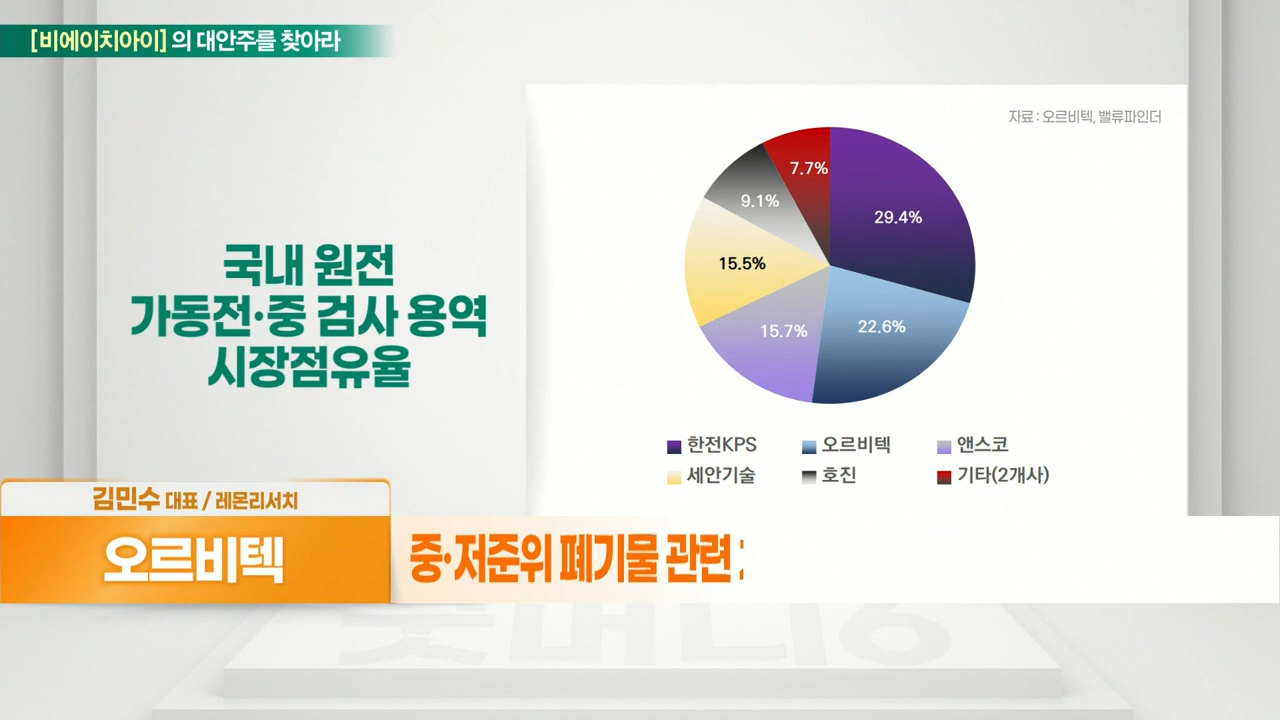 [비에이치아이] 의 대안주를 찾아라
자료 : 오르비텍, 밸류파인더
국내 원전
가동전·중 검사 용역
시장점유율
7.7%
29.4%
9.1%
15.5%
15.7%
22.6%
한전KPS 오르비텍 앤스코
세안기술 호진 기타(2개사)
김민수 대표 / 레몬리서치
오르비텍
중·저준위 폐기물 관련